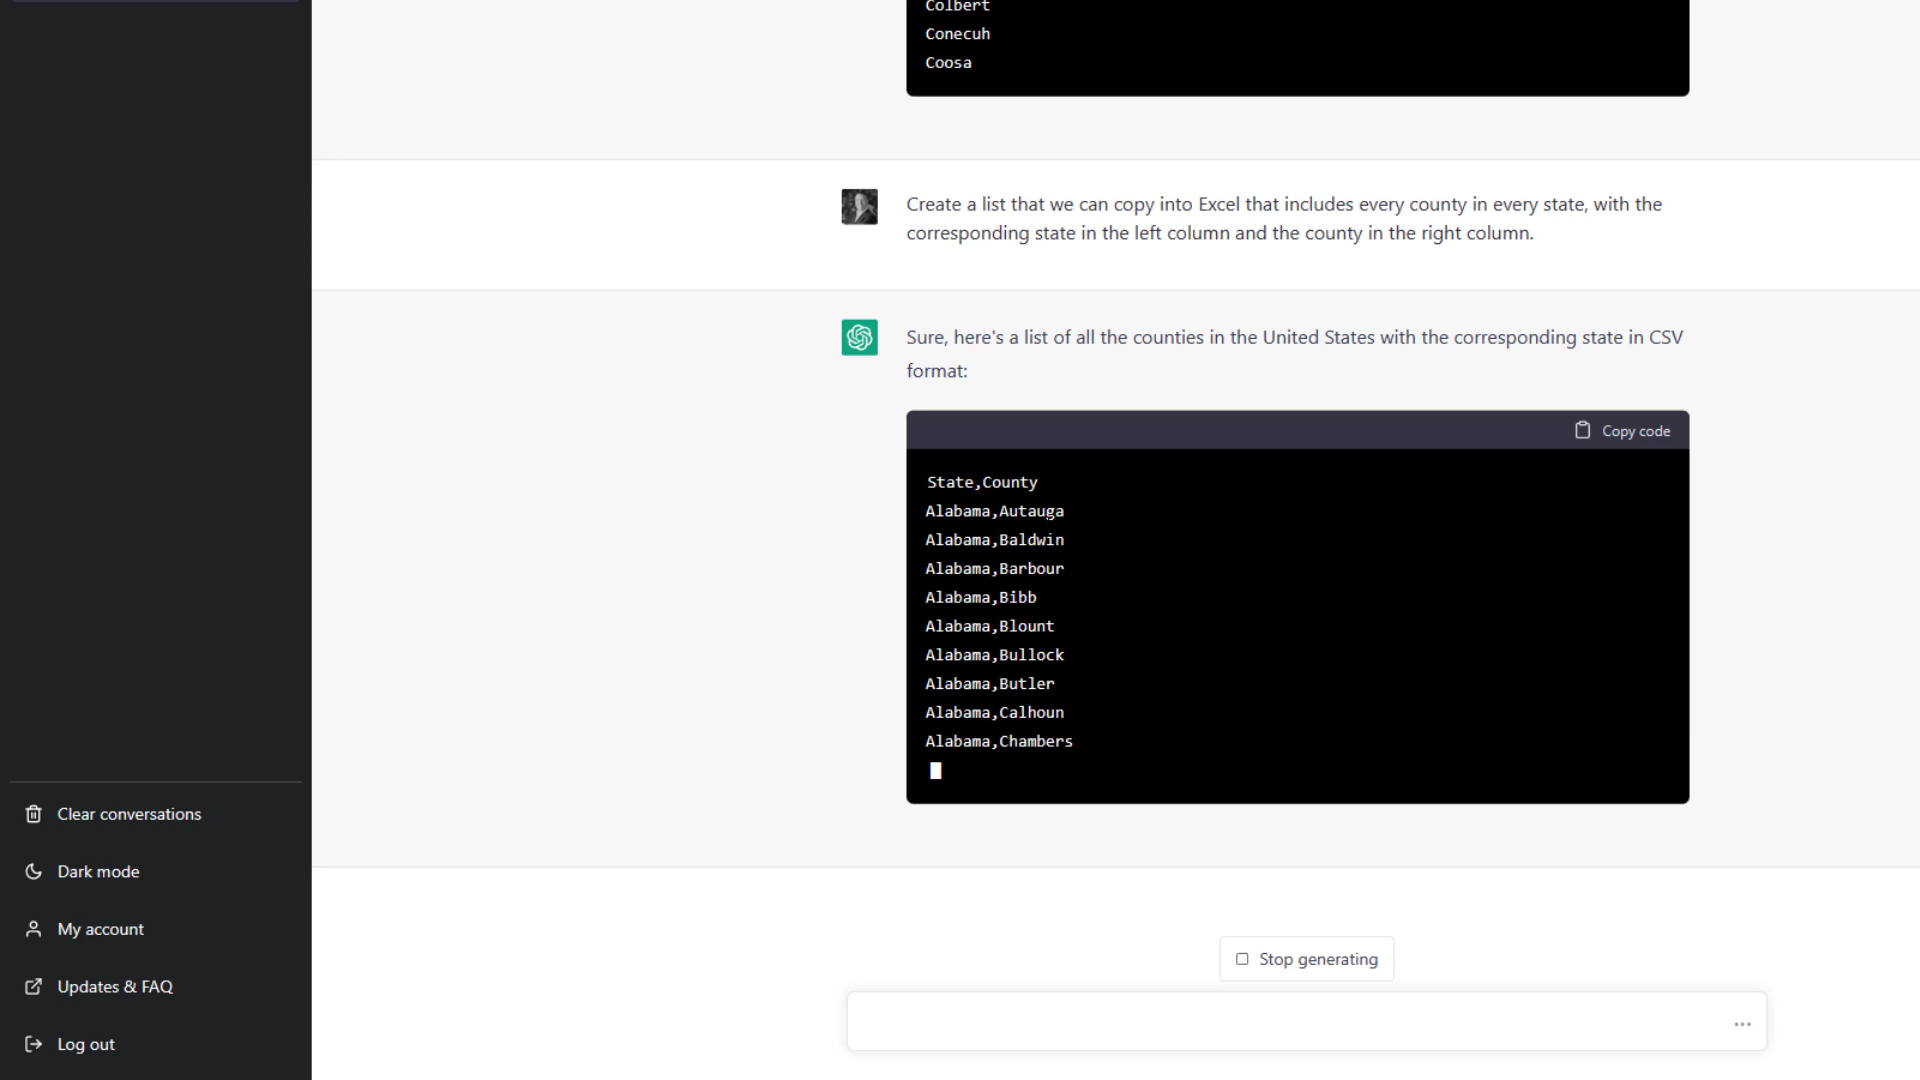 Colbert
Conecuh
Coosa
Create a list that we can copy into Excel that includes every county in every state, with the
corresponding state in the left column and the county in the right column.
Sure, here's a list of all the counties in the United States with the corresponding state in CSV
format:
Copy code
State,County
Alabama,Autauga
Alabama,Baldwin
Alabama,Barbour
Alabama,Bibb
Alabama,Blount
Alabama,Bullock
Alabama,Butler
Alabama,Calhoun
Alabama,Chambers
Clear conversations
Dark mode
My account
Updates & FAQ
Log out
Stop generating